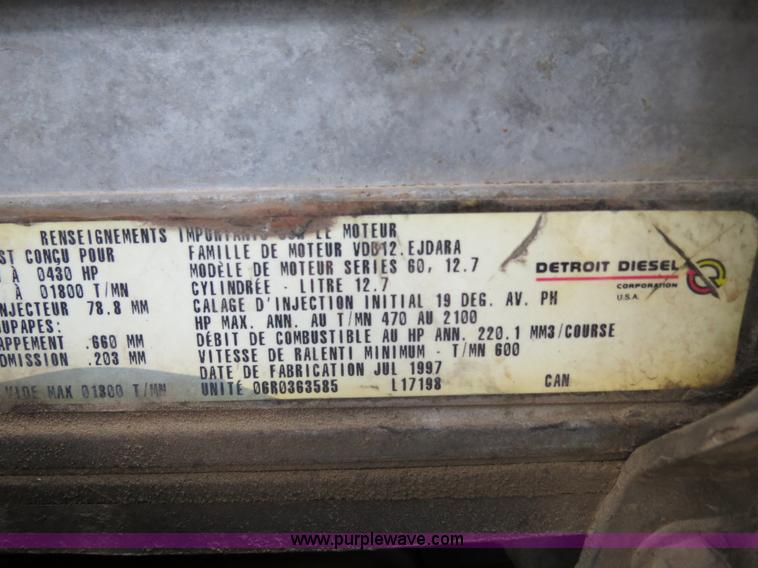 RENSEIGNEMENTS IMPORTANTS SUR LE MOTEUR
ST CONÇU POUR
À 0430 HP
À 01800 T/MN
INJECTEUR 78.8 MM
UPAPES:
APPEMENT .660 MM
DMISSION .203 MM
VIDE MAX 01800 T/MN
FAMILLE DE MOTEUR VDD12.EJDARA
MODÈLE DE MOTEUR SERIES 60, 12.7
CYLINDRÉE - LITRE 12.7
CALAGE D'INJECTION INITIAL 19 DEG. AV. PH
HP MAX. ANN. AU T/MN 470 AU 2100
DÉBIT DE COMBUSTIBLE AU HP ANN. 220.1 MM3/COURSE
VITESSE DE RALENTI MINIMUM - T/MN 600
DATE DE FABRICATION JUL 1997
UNITÉ 06R0363585 L17198 CAN
DETROIT DIESEL
CORPORATION
U.S.A.
www.purplewave.com